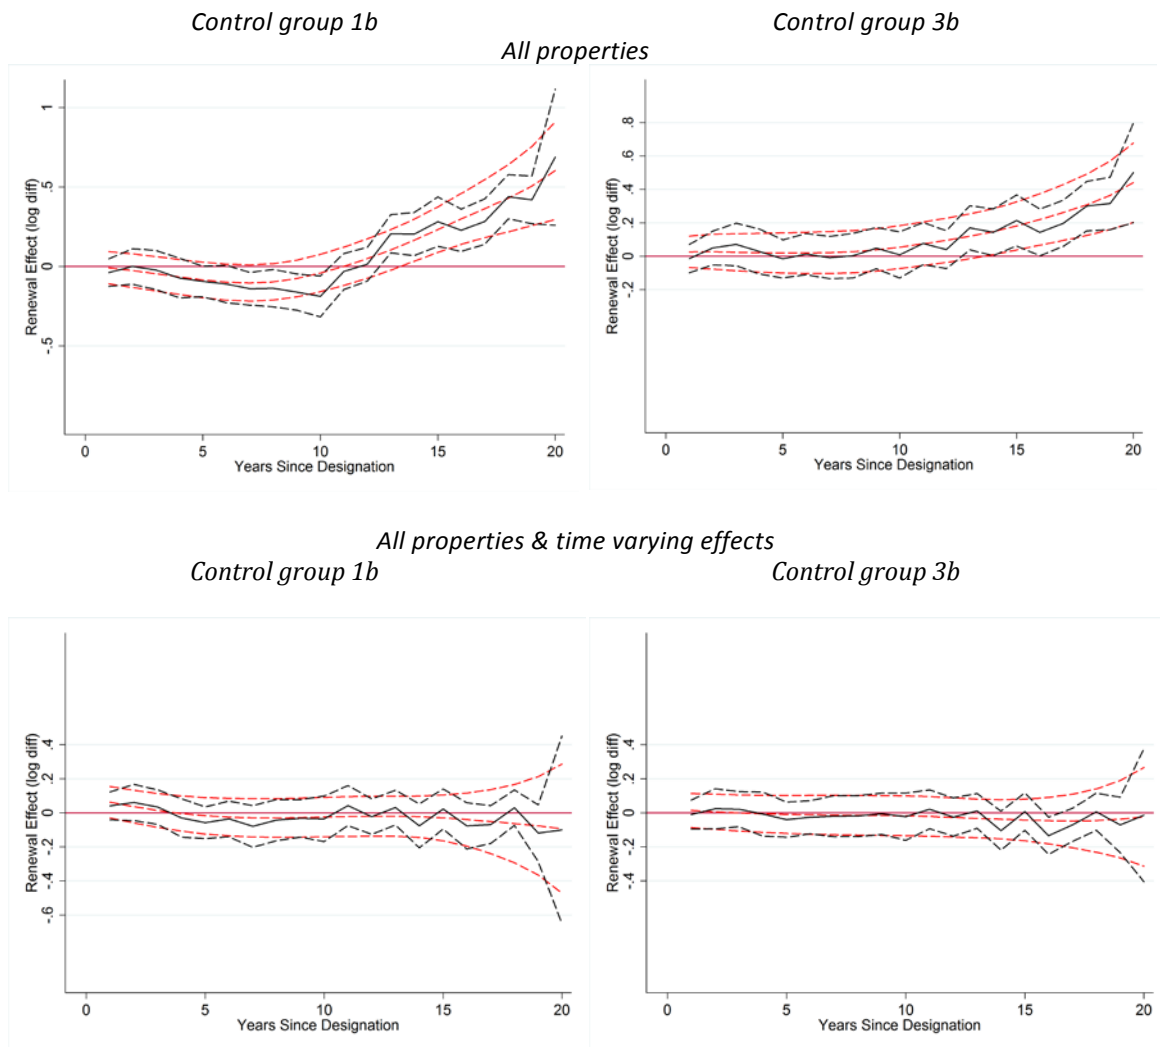 Control group 1b Control group 3b
All properties
Renewal Effect (log diff)
1
.5
0
-.5
0 5 10 15 20
Years Since Designation
Renewal Effect (log diff)
.8
.6
.4
.2
0
-.2
0 5 10 15 20
Years Since Designation
All properties & time varying effects
Control group 1b Control group 3b
Renewal Effect (log diff)
.4
.2
0
-.2
-.4
-.6
0 5 10 15 20
Years Since Designation
Renewal Effect (log diff)
.4
.2
0
-.2
-.4
0 5 10 15 20
Years Since Designation